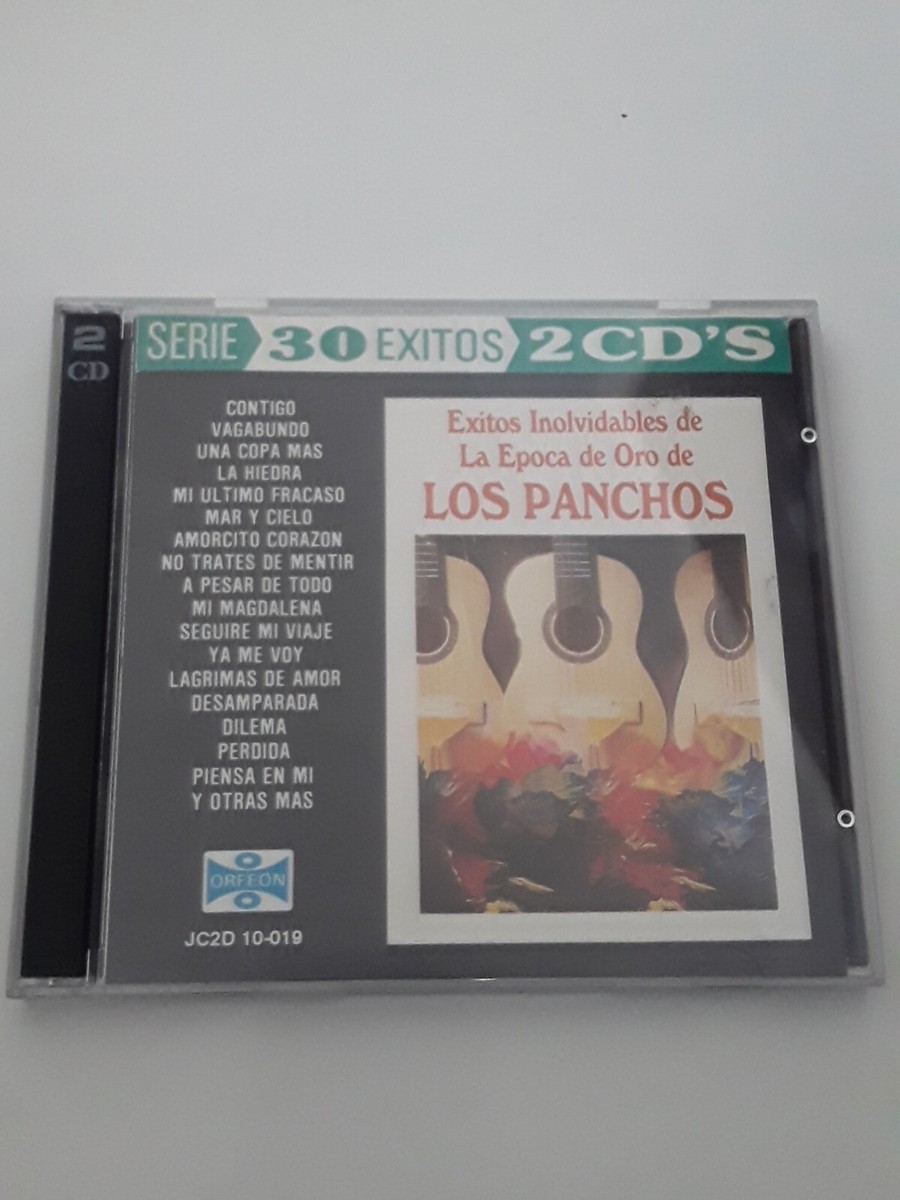 2
CD
SERIE 30 EXITOS 2 CD'S
CONTIGO
VAGABUNDO
UNA COPA MAS
LA HIEDRA
MI ULTIMO FRACASO
MAR Y CIELO
AMORCITO CORAZON
NO TRATES DE MENTIR
A PESAR DE TODO
MI MAGDALENA
SEGUIRE MI VIAJE
YA ME VOY
LAGRIMAS DE AMOR
DESAMPARADA
DILEMA
PERDIDA
PIENSA EN MI
Y OTRAS MAS
ORFEON
JC2D 10-019
Exitos Inolvidables de
La Epoca de Oro de
LOS PANCHOS